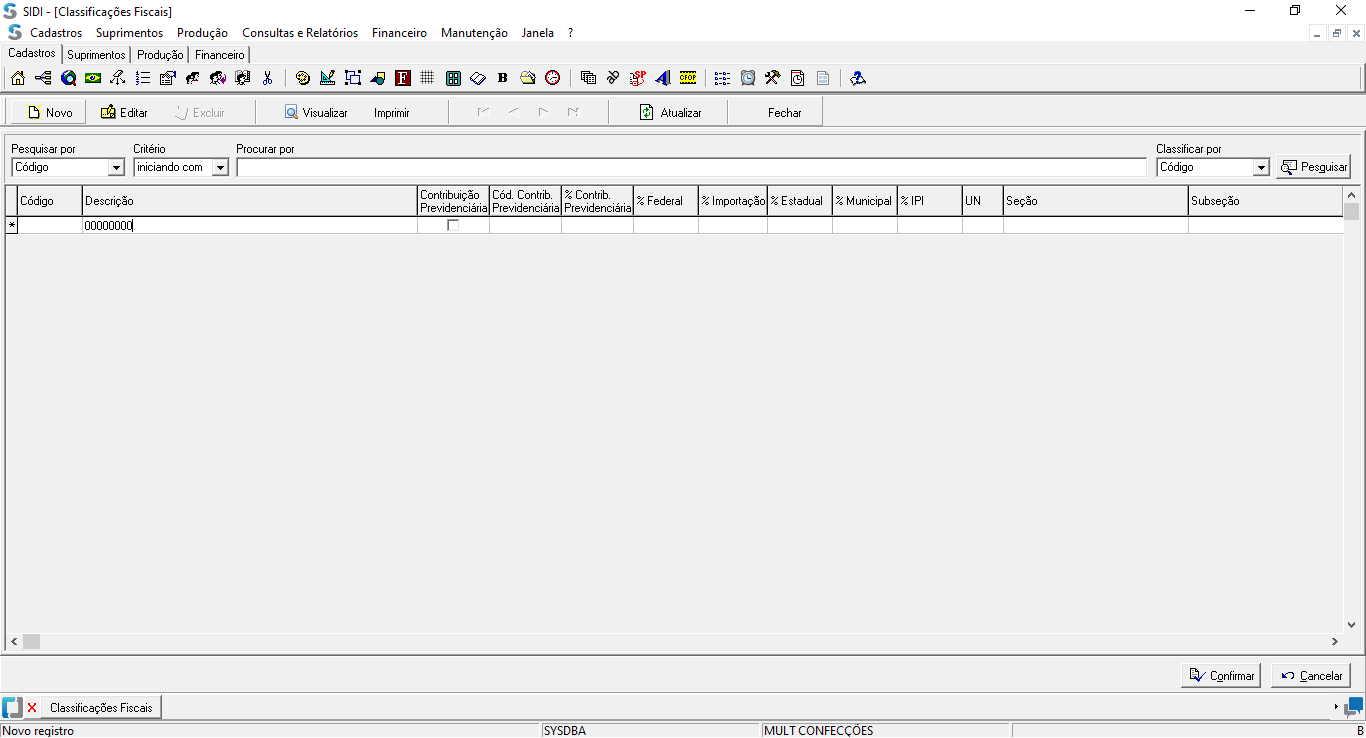 SIDI - [Classificações Fiscais]
Cadastros Suprimentos Produção Consultas e Relatórios Financeiro Manutenção Janela ?
Cadastros Suprimentos Produção Financeiro
F B SP CFOP
Novo Editar Excluir Visualizar Imprimir Atualizar Fechar
Pesquisar por Critério Procurar por Classificar por
Código iniciando com Código Pesquisar
Código Descrição Contribuição Previdenciária Cód. Contrib. Previdenciária % Contrib. Previdenciária % Federal % Importação % Estadual % Municipal % IPI UN Seção Subseção
* 00000000
Confirmar Cancelar
Classificações Fiscais
Novo registro SYSDBA MULT CONFECÇÕES B